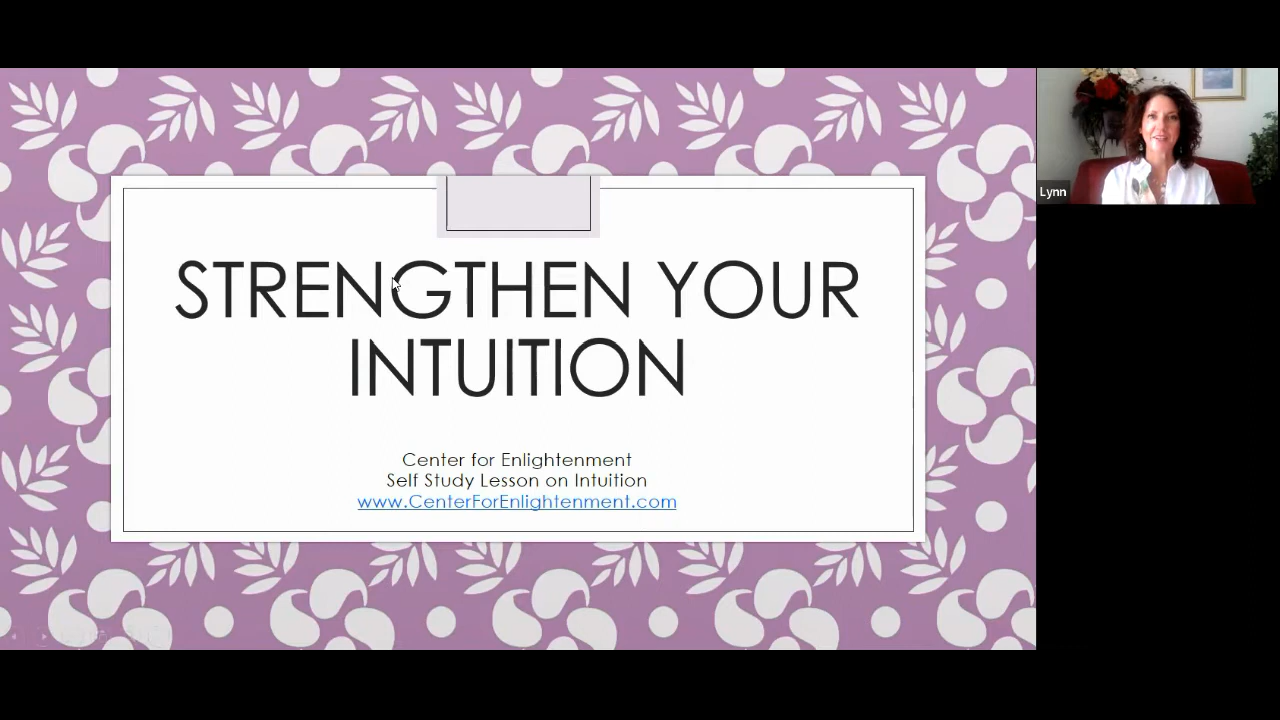 STRENGTHEN YOUR
INTUITION
Center for Enlightenment
Self Study Lesson on Intuition
www.CenterForEnlightenment.com
Lynn